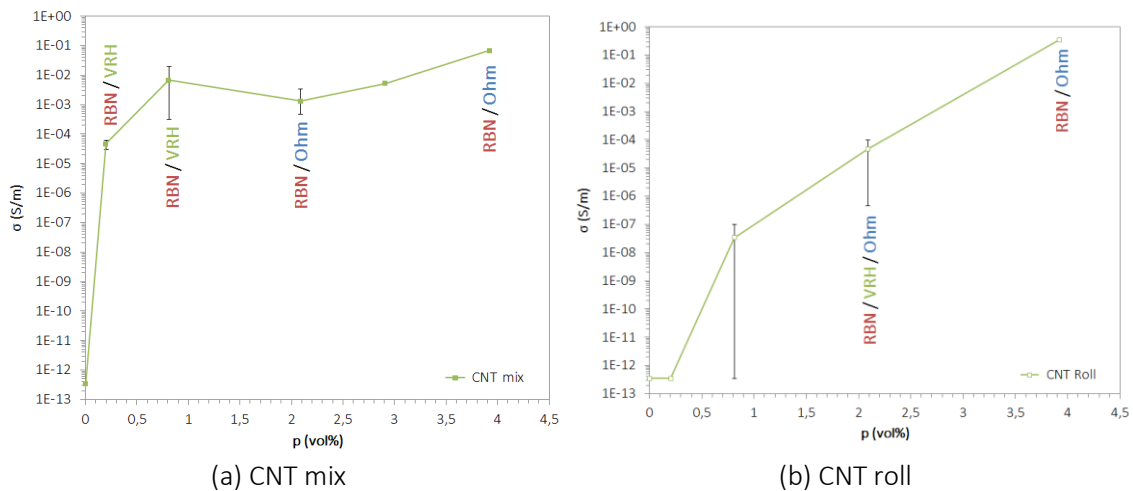 1E+00
1E-01
1E-02
1E-03
1E-04
1E-05
1E-06
1E-07
1E-08
1E-09
1E-10
1E-11
1E-12
1E-13
σ (S/m)
RBN / VRH
RBN / VRH
RBN / Ohm
RBN / Ohm
CNT mix
0 0,5 1 1,5 2 2,5 3 3,5 4 4,5
p (vol%)
(a) CNT mix
1E+00
1E-01
1E-02
1E-03
1E-04
1E-05
1E-06
1E-07
1E-08
1E-09
1E-10
1E-11
1E-12
1E-13
σ (S/m)
RBN / VRH / Ohm
RBN / Ohm
CNT Roll
0 0,5 1 1,5 2 2,5 3 3,5 4 4,5
p (vol%)
(b) CNT roll